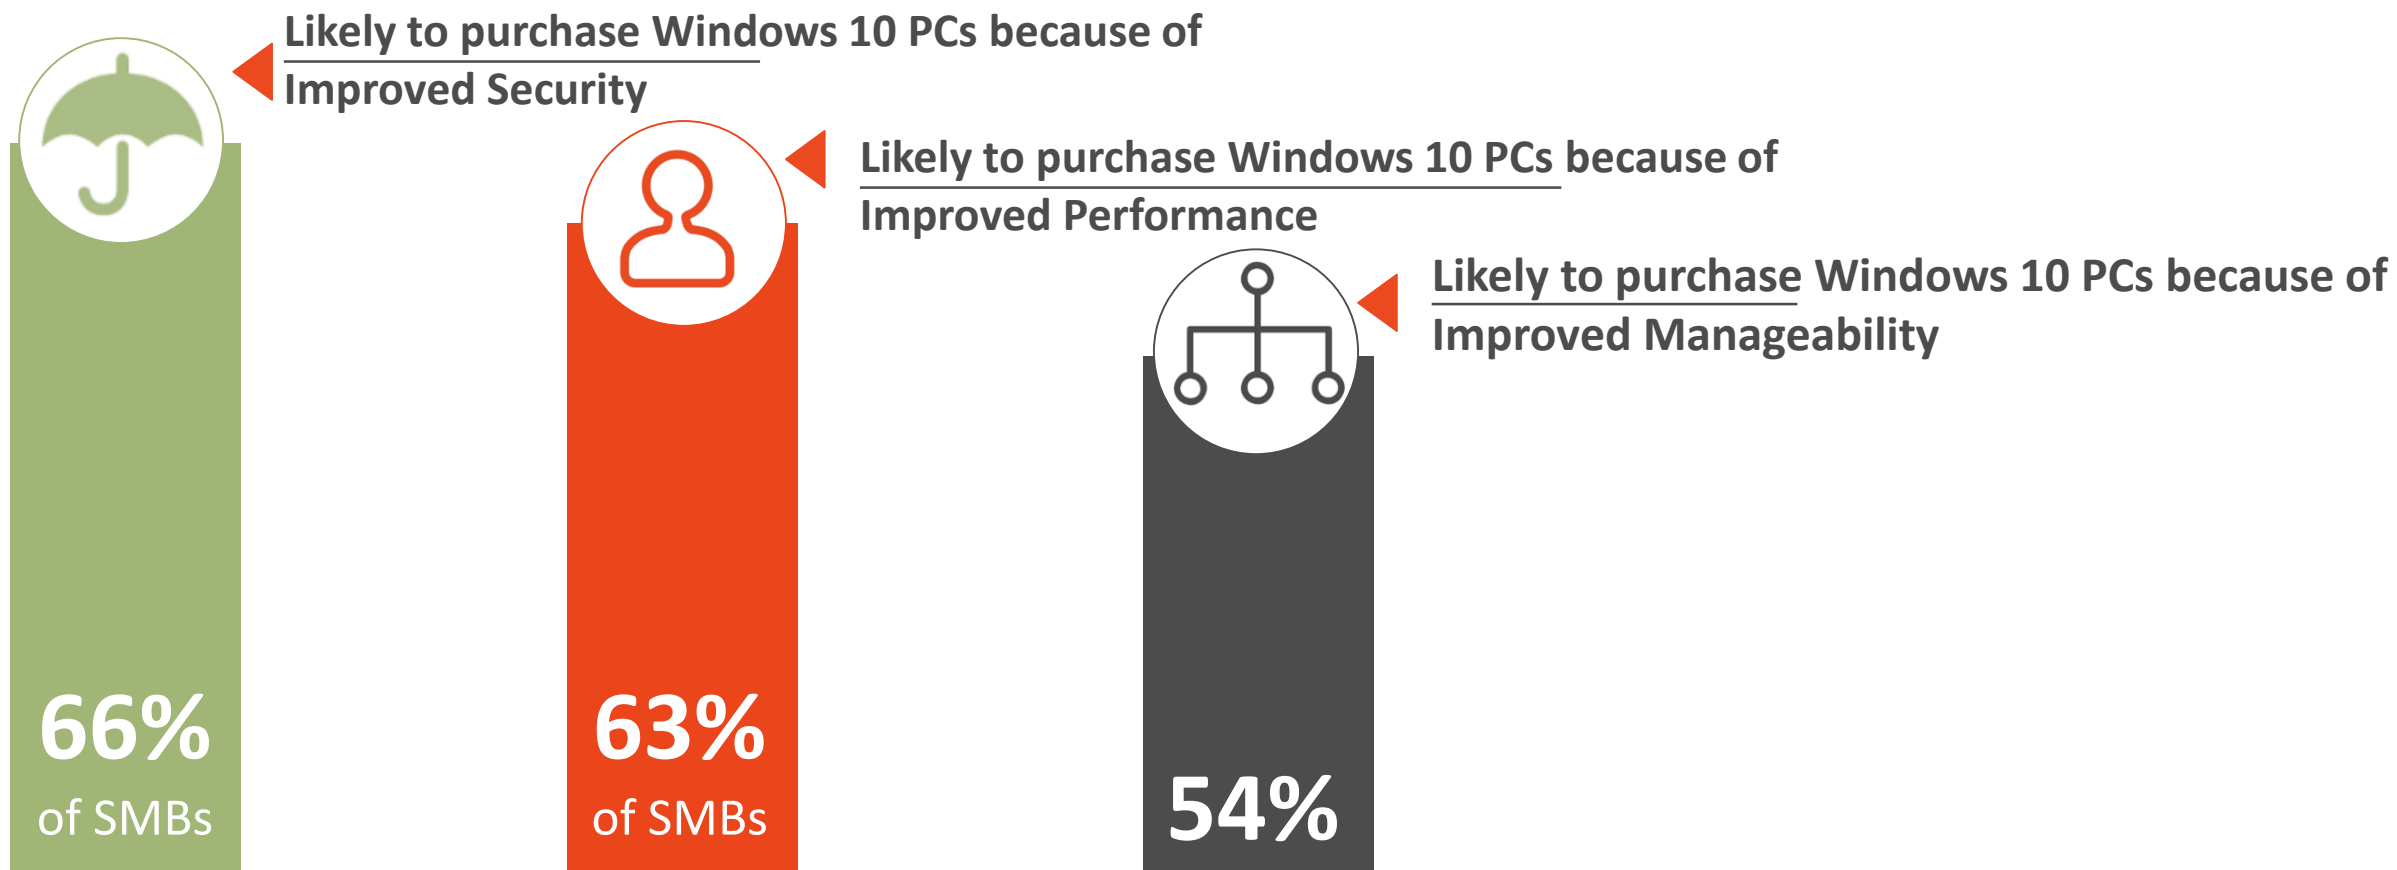 Likely to purchase Windows 10 PCs because of
Improved Security
Likely to purchase Windows 10 PCs because of
Improved Performance
Likely to purchase Windows 10 PCs because of
Improved Manageability
66%
of SMBs
63%
of SMBs
54%